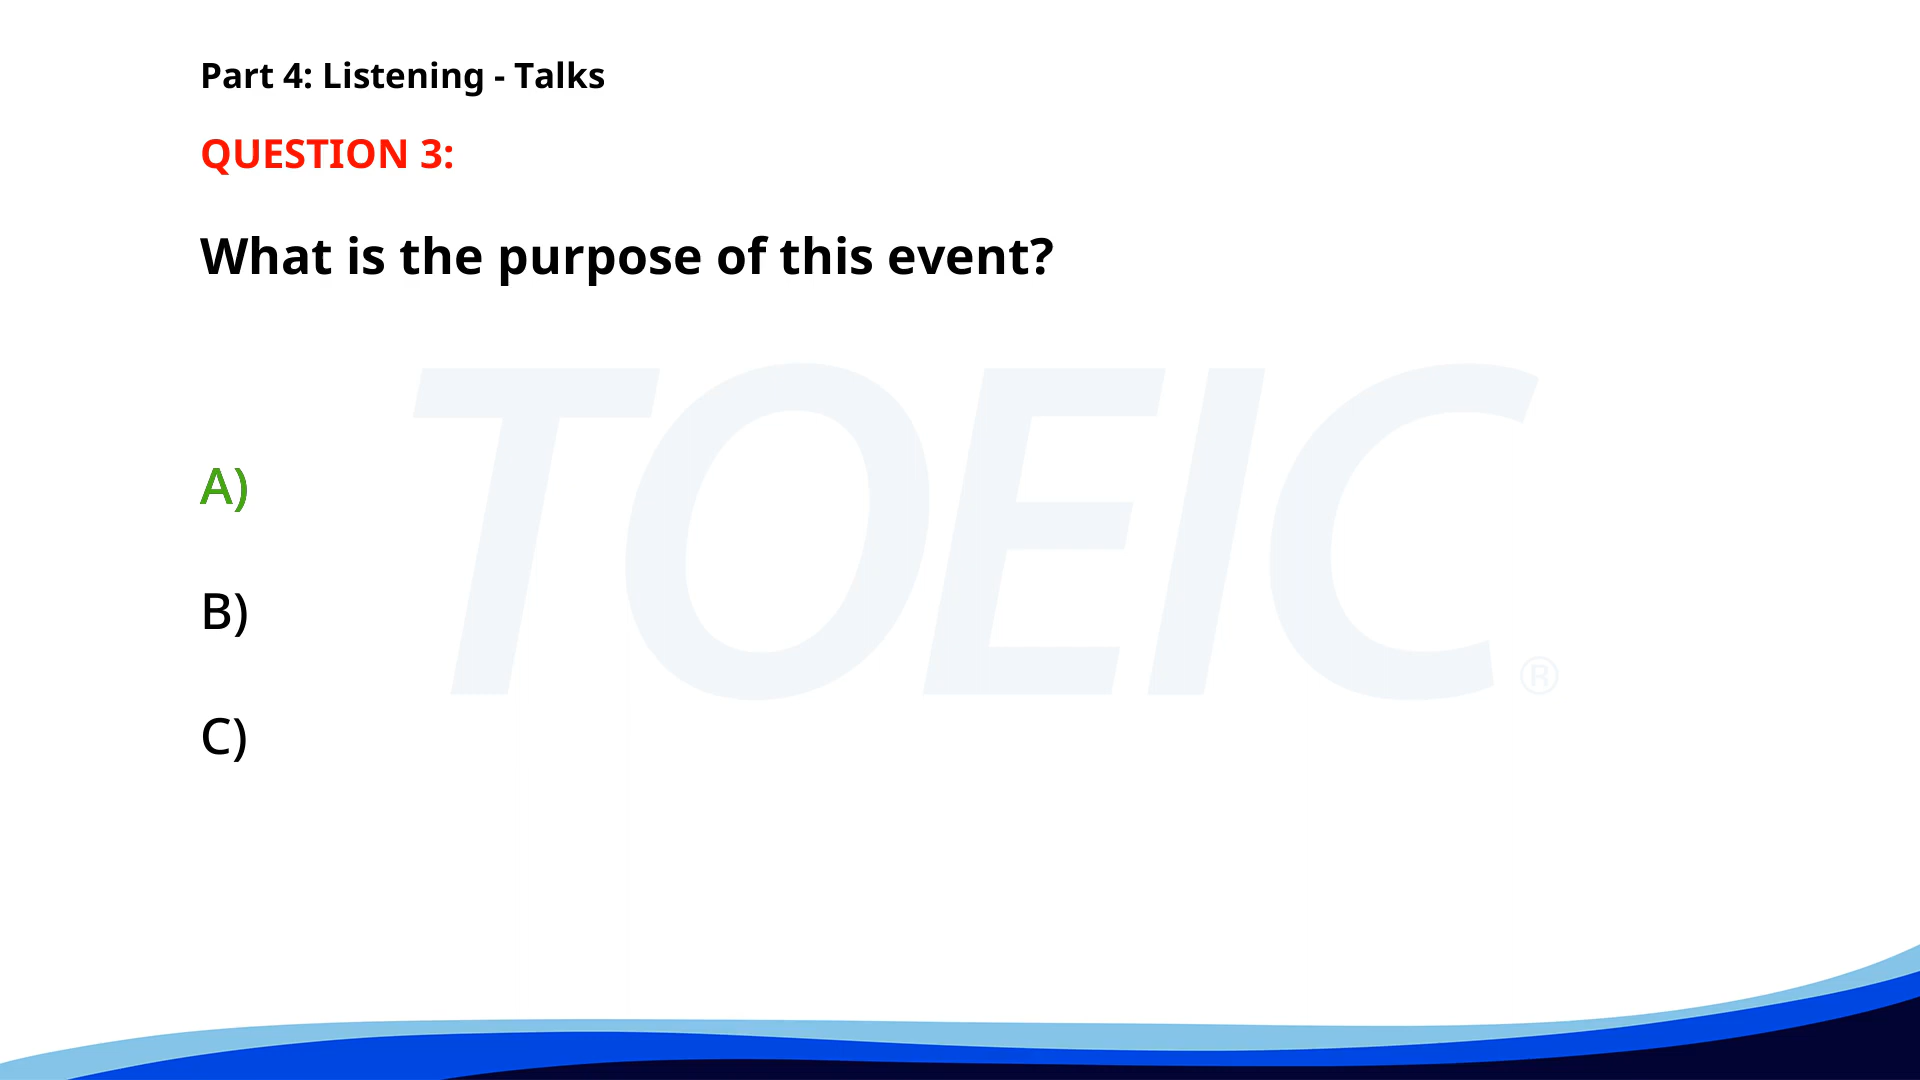 Part 4: Listening - Talks
QUESTION 3:
What is the purpose of this event?
TOEIC®
A)
B)
C)